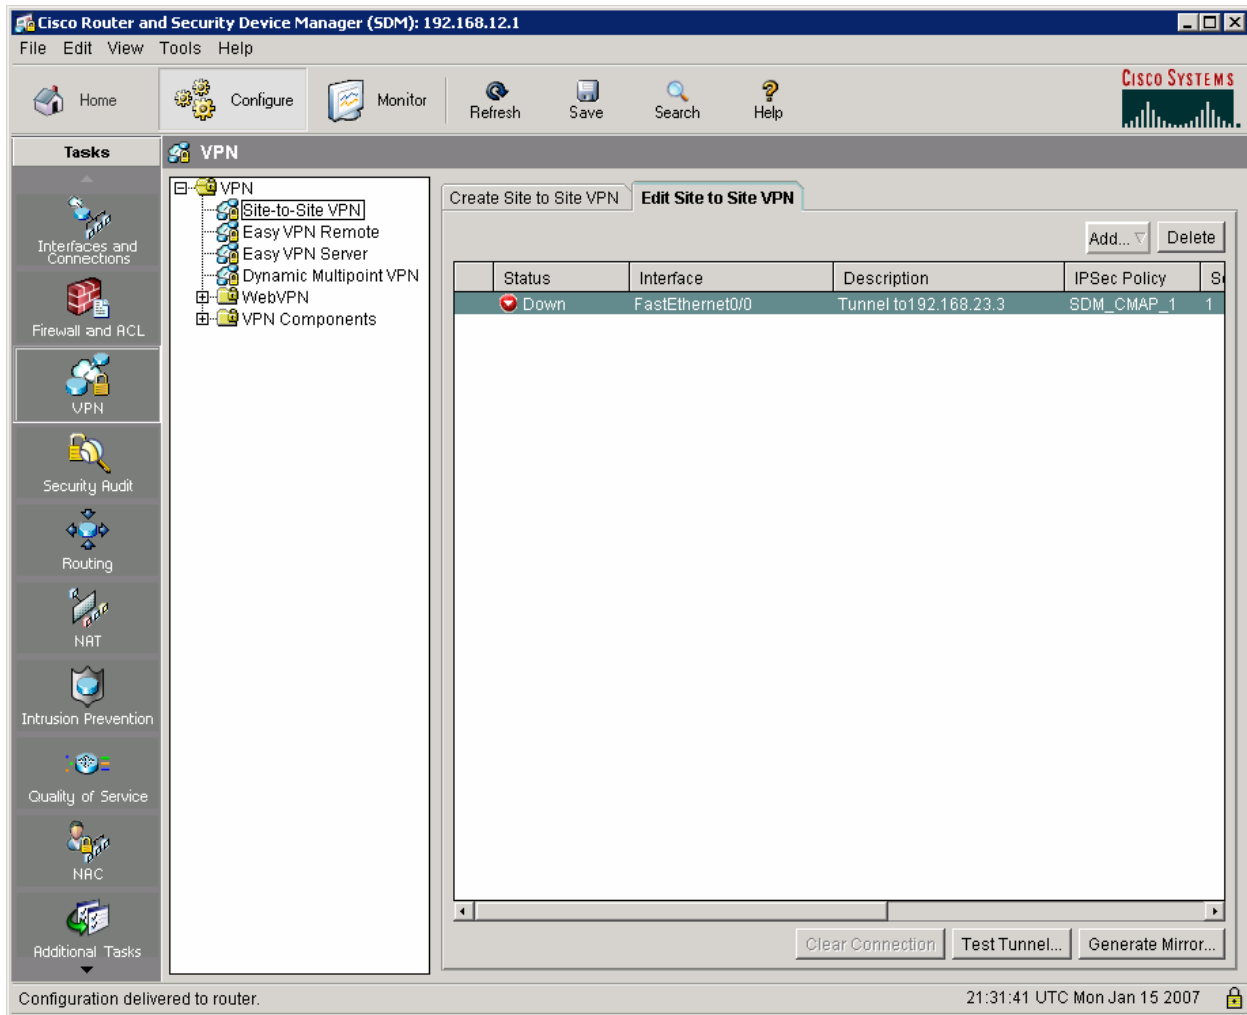 Cisco Router and Security Device Manager (SDM): 192.168.12.1
File Edit View Tools Help
Home Configure Monitor Refresh Save Search Help
CISCO SYSTEMS
Tasks
VPN
Interfaces and Connections
Firewall and ACL
VPN
Security Audit
Routing
NAT
Intrusion Prevention
Quality of Service
NAC
Additional Tasks
VPN
Site-to-Site VPN
Easy VPN Remote
Easy VPN Server
Dynamic Multipoint VPN
WebVPN
VPN Components
Create Site to Site VPN Edit Site to Site VPN
Add... Delete
Status Interface Description IPSec Policy
Down FastEthernet0/0 Tunnel to192.168.23.3 SDM_CMAP_1 1
Clear Connection Test Tunnel... Generate Mirror...
Configuration delivered to router. 21:31:41 UTC Mon Jan 15 2007